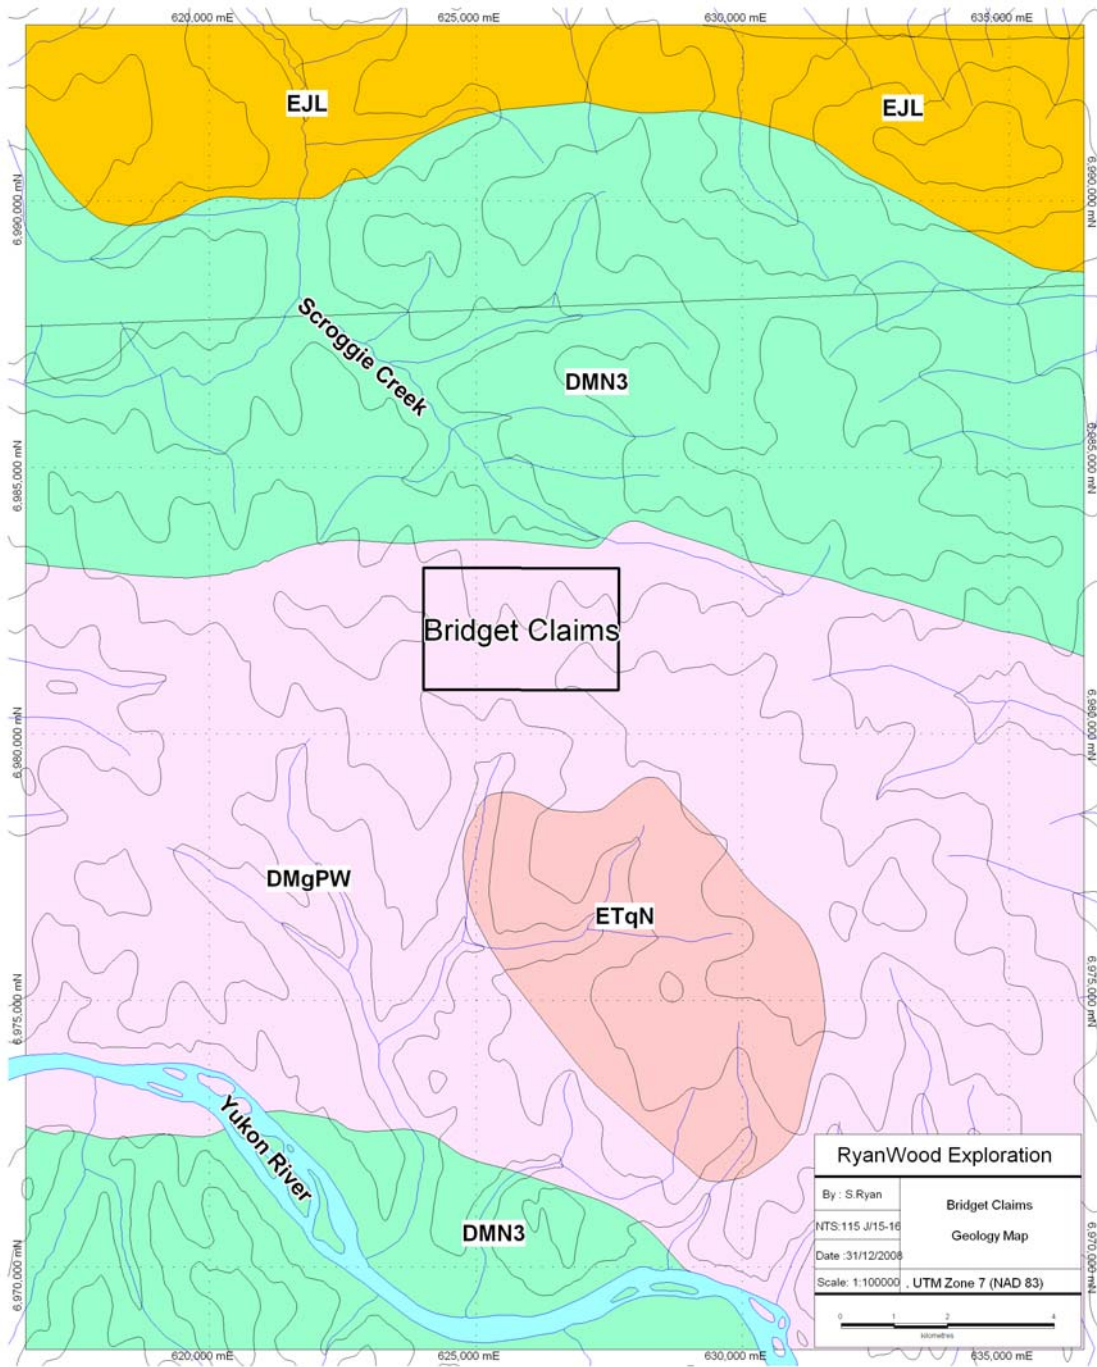 620,000 mE 625,000 mE 630,000 mE 635,000 mE
EJL
EJL
6,990,000 mN
6,990,000 mN
Scroggie Creek
DMN3
6,985,000 mN
6,985,000 mN
Bridget Claims
6,980,000 mN
6,980,000 mN
DMgPW
ETqN
6,975,000 mN
6,975,000 mN
Yukon River
DMN3
6,970,000 mN
6,970,000 mN
RyanWood Exploration
By : S.Ryan
NTS:115 J/15-16
Date :31/12/2008
Scale: 1:100000
Bridget Claims
Geology Map
. UTM Zone 7 (NAD 83)
0 1 2 4
kilometres
620,000 mE 625,000 mE 630,000 mE 635,000 mE